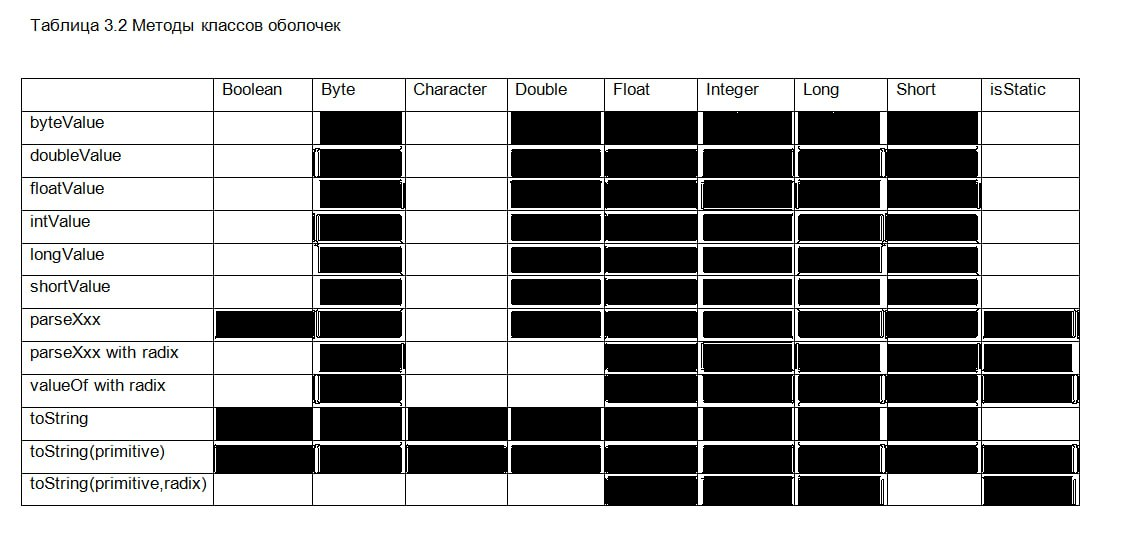 Таблица 3.2 Методы классов оболочек
Boolean Byte Character Double Float Integer Long Short isStatic
byteValue
doubleValue
floatValue
intValue
longValue
shortValue
parseXxx
parseXxx with radix
valueOf with radix
toString
toString(primitive)
toString(primitive,radix)